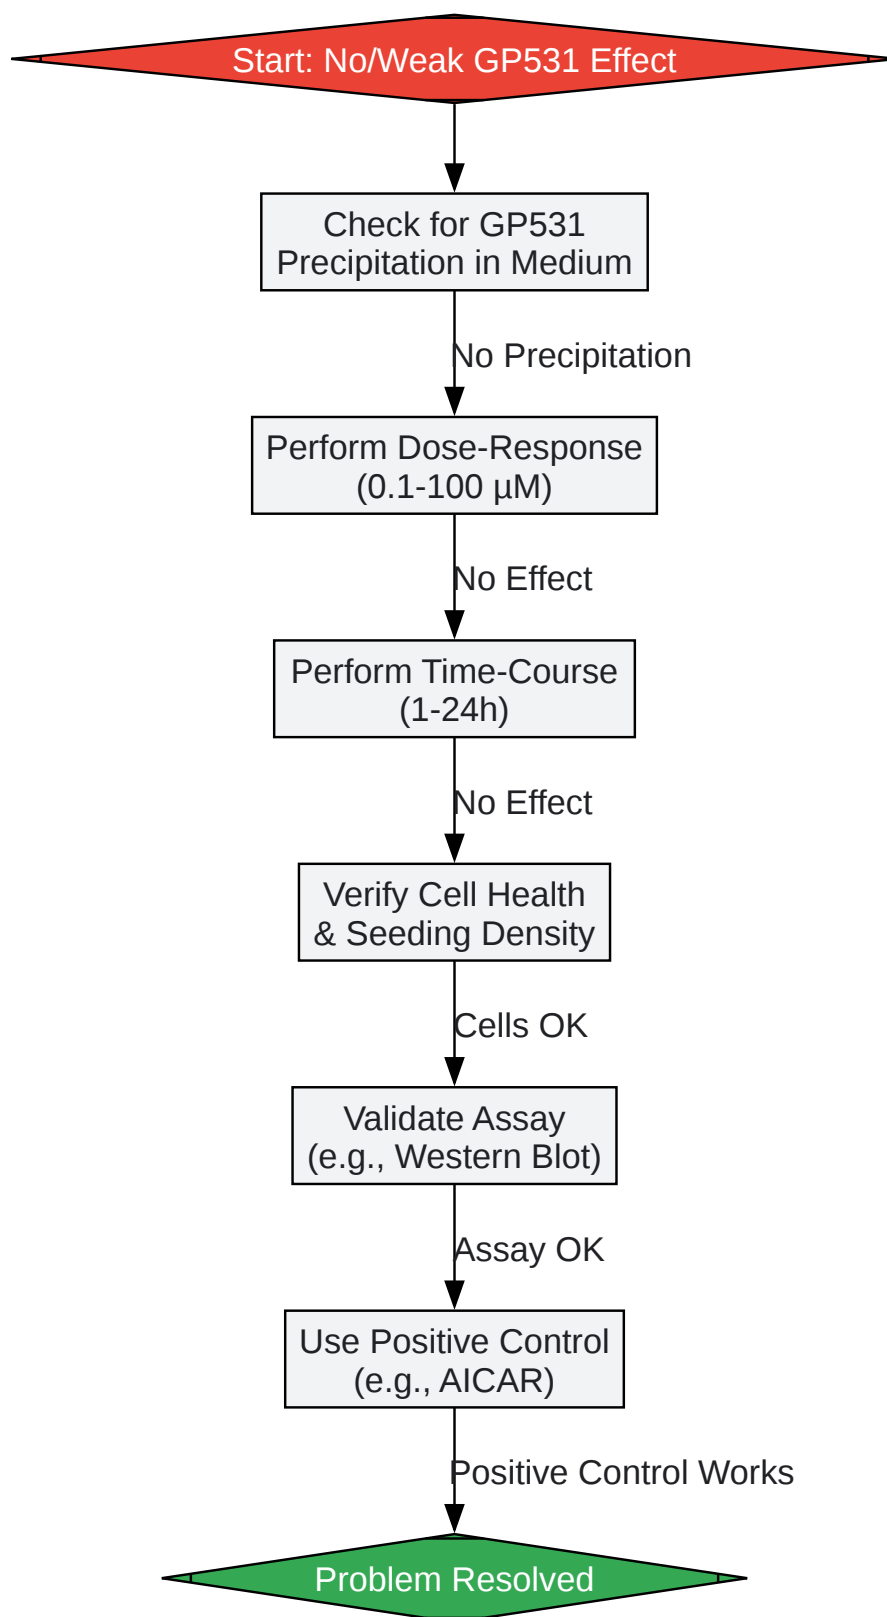 Start: No/Weak GP531 Effect
Check for GP531
Precipitation in Medium
No Precipitation
Perform Dose-Response
(0.1-100 µM)
No Effect
Perform Time-Course
(1-24h)
No Effect
Verify Cell Health
& Seeding Density
Cells OK
Validate Assay
(e.g., Western Blot)
Assay OK
Use Positive Control
(e.g., AICAR)
Positive Control Works
Problem Resolved